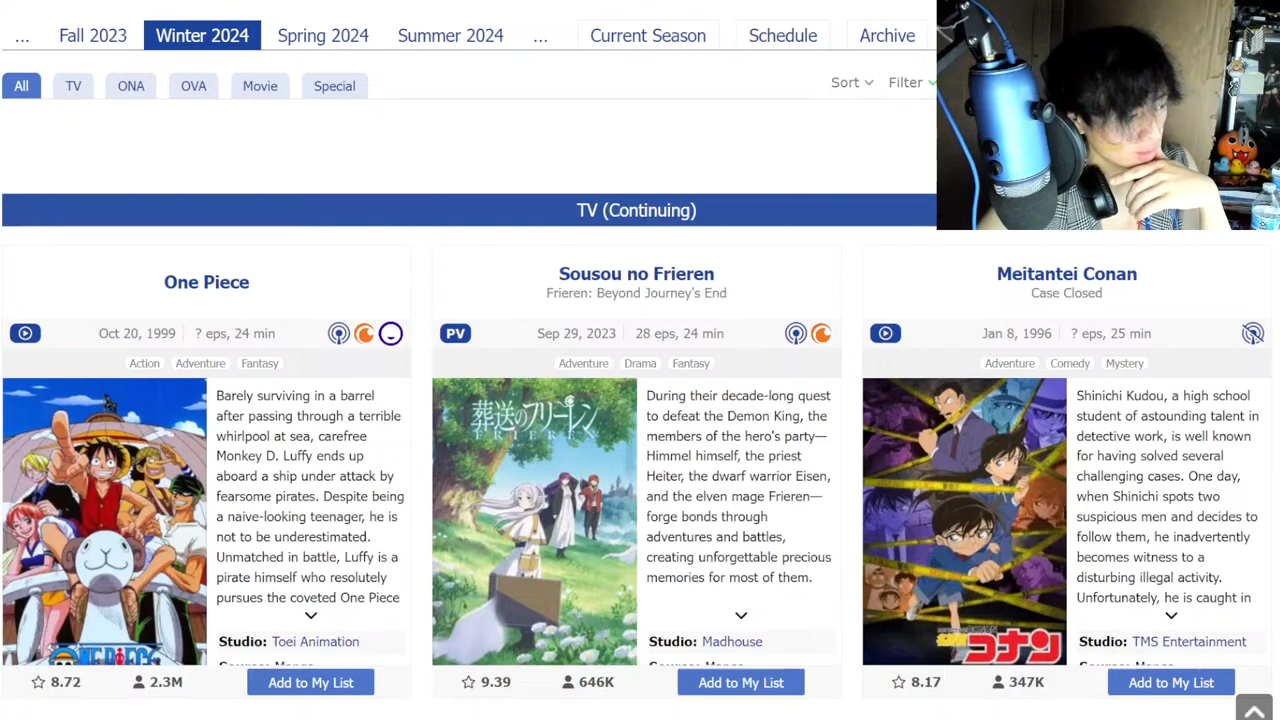 ... Fall 2023 Winter 2024 Spring 2024 Summer 2024 ... Current Season Schedule Archive
All TV ONA OVA Movie Special Sort Filter
TV (Continuing)
One Piece
Oct 20, 1999 ? eps, 24 min
Action Adventure Fantasy
Barely surviving in a barrel
after passing through a terrible
whirlpool at sea, carefree
Monkey D. Luffy ends up
aboard a ship under attack by
fearsome pirates. Despite being
a naive-looking teenager, he is
not to be underestimated.
Unmatched in battle, Luffy is a
pirate himself who resolutely
pursues the coveted One Piece
Studio: Toei Animation
ONE PIECE
8.72 2.3M Add to My List
Sousou no Frieren
Frieren: Beyond Journey's End
PV Sep 29, 2023 28 eps, 24 min
Adventure Drama Fantasy
葬送のフリーレン
FRIEREN
During their decade-long quest
to defeat the Demon King, the
members of the hero's party—
Himmel himself, the priest
Heiter, the dwarf warrior Eisen,
and the elven mage Frieren—
forge bonds through
adventures and battles,
creating unforgettable precious
memories for most of them.
Studio: Madhouse
9.39 646K Add to My List
Meitantei Conan
Case Closed
Jan 8, 1996 ? eps, 25 min
Adventure Comedy Mystery
Shinichi Kudou, a high school
student of astounding talent in
detective work, is well known
for having solved several
challenging cases. One day,
when Shinichi spots two
suspicious men and decides to
follow them, he inadvertently
becomes witness to a
disturbing illegal activity.
Unfortunately, he is caught in
Studio: TMS Entertainment
名探偵コナン
8.17 347K Add to My List